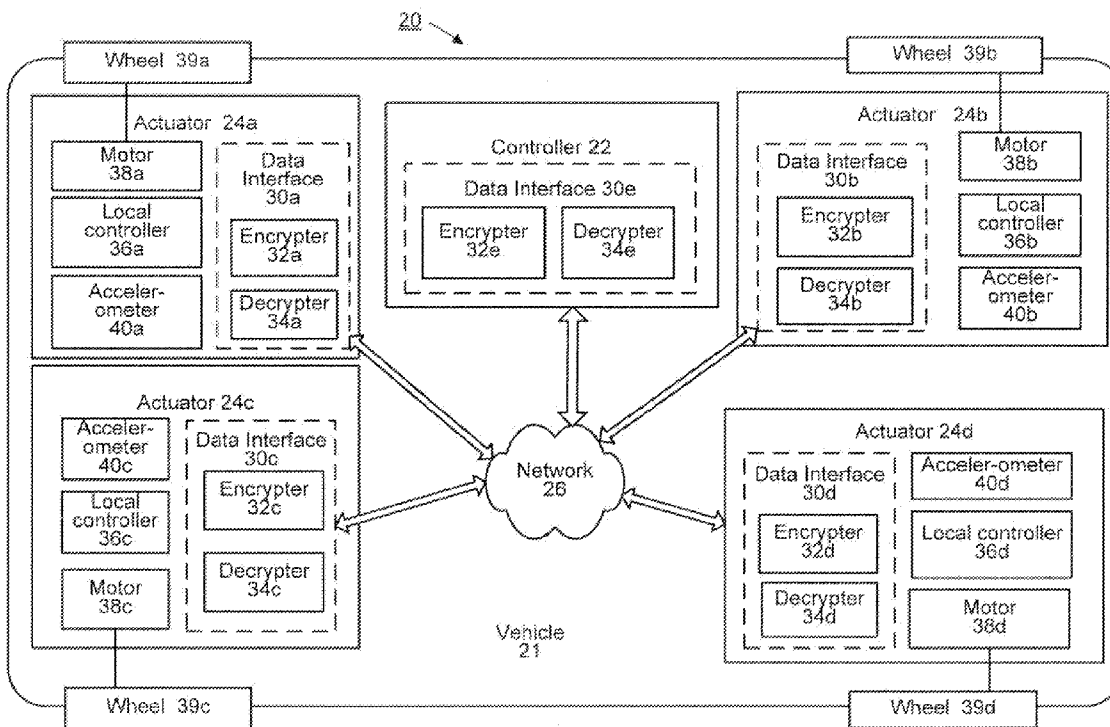 20
Wheel 39a
Wheel 39b
Actuator 24a
Motor
38a
Local
controller
36a
Acceler-
ometer
40a
Data
Interface
30a
Encrypter
32a
Decrypter
34a
Controller 22
Data Interface 30e
Encrypter
32e
Decrypter
34e
Actuator 24b
Data Interface
30b
Encrypter
32b
Decrypter
34b
Motor
38b
Local
controller
36b
Acceler-
ometer
40b
Actuator 24c
Acceler-
ometer
40c
Local
controller
36c
Motor
38c
Data Interface
30c
Encrypter
32c
Decrypter
34c
Network
26
Actuator 24d
Data Interface
30d
Encrypter
32d
Decrypter
34d
Acceler-ometer
40d
Local controller
36d
Motor
38d
Vehicle
21
Wheel 39c
Wheel 39d